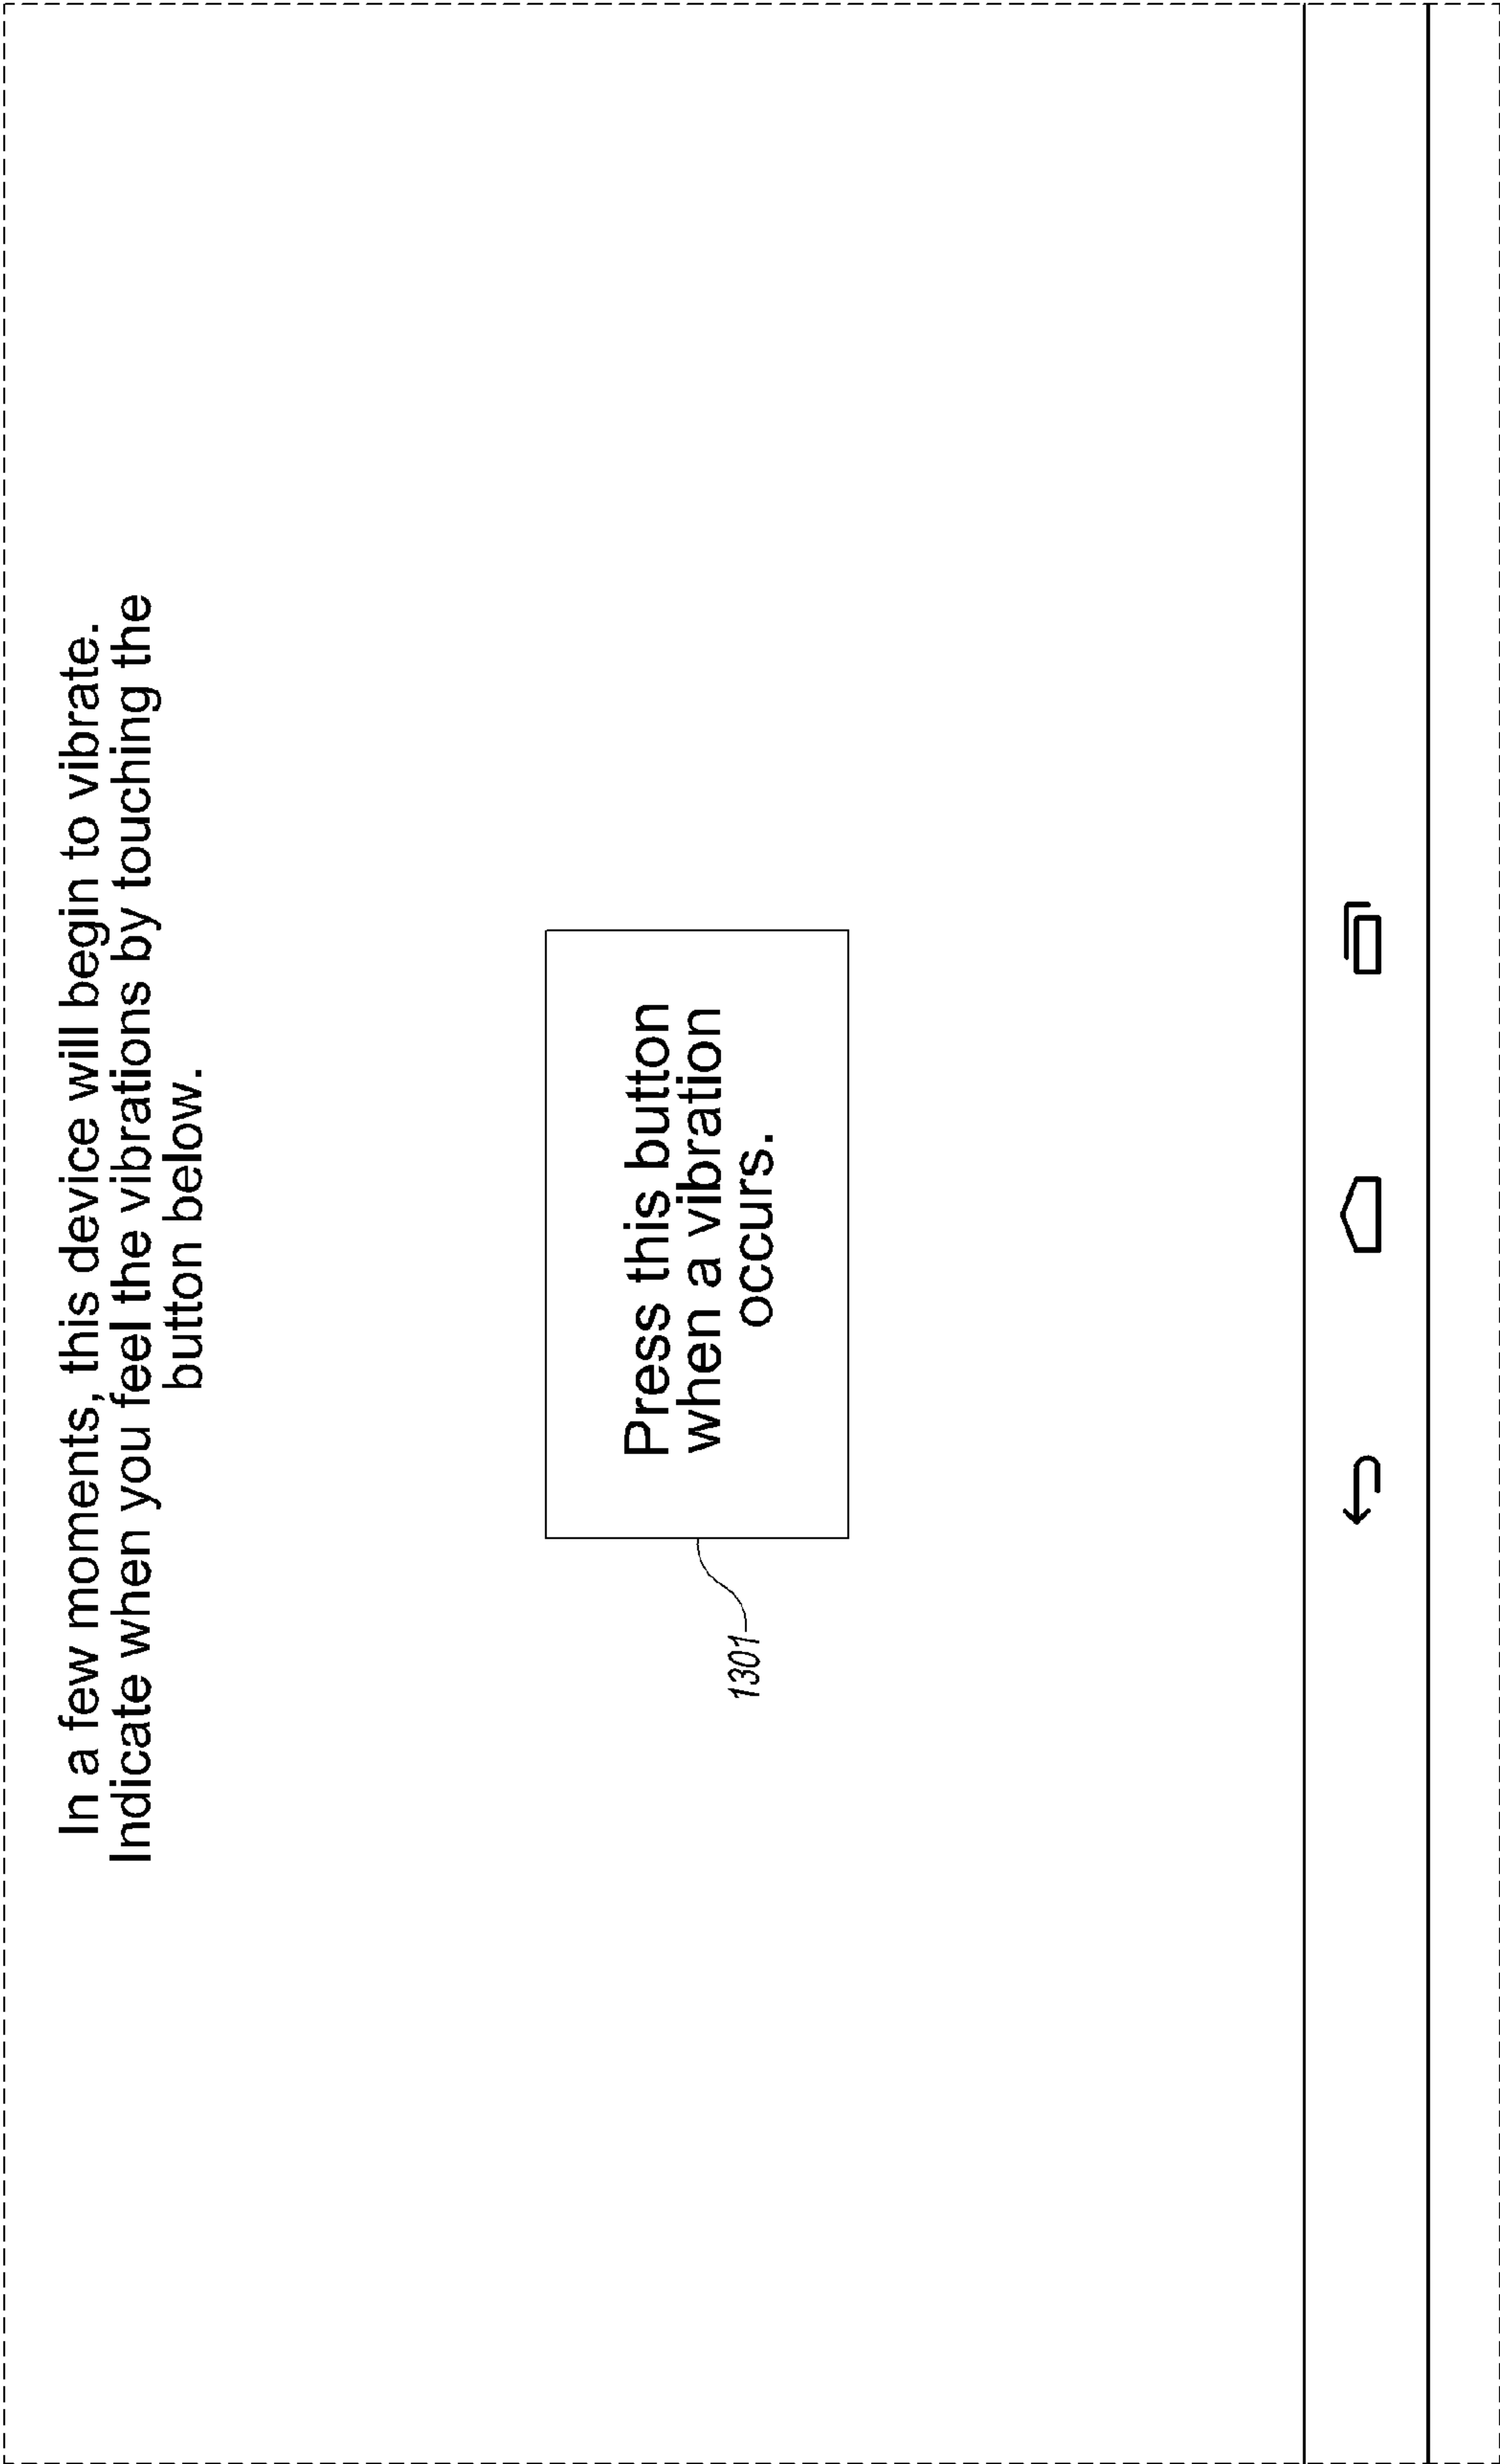 In a few moments, this device will begin to vibrate.
Indicate when you feel the vibrations by touching the
button below.
Press this button
when a vibration
occurs.
1301